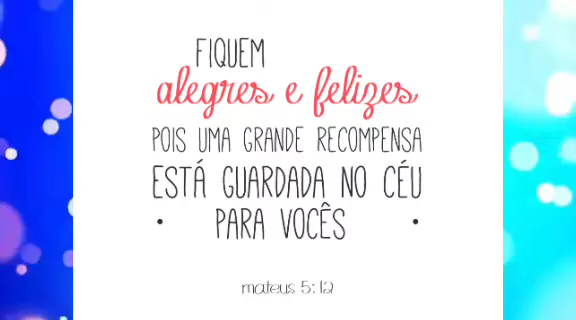 FIQUEM
alegres e felizes
POIS UMA GRANDE RECOMPENSA
ESTÁ GUARDADA NO CÉU
• PARA VOCÊS •
mateus 5:12